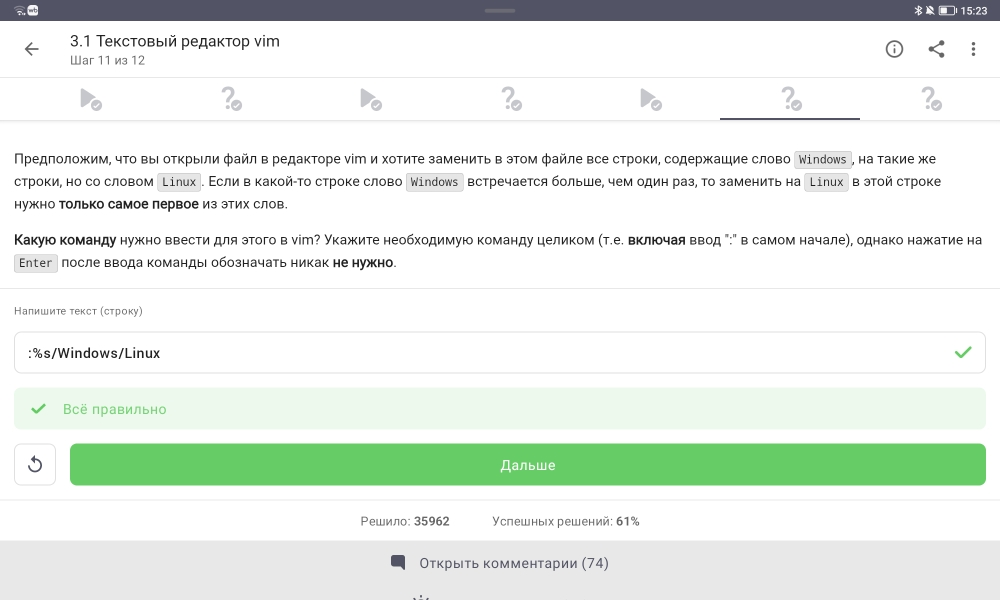 wb 15:23
3.1 Текстовый редактор vim
Шаг 11 из 12
Предположим, что вы открыли файл в редакторе vim и хотите заменить в этом файле все строки, содержащие слово Windows, на такие же
строки, но со словом Linux. Если в какой-то строке слово Windows встречается больше, чем один раз, то заменить на Linux в этой строке
нужно только самое первое из этих слов.
Какую команду нужно ввести для этого в vim? Укажите необходимую команду целиком (т.е. включая ввод ":" в самом начале), однако нажатие на
Enter после ввода команды обозначать никак не нужно.
Напишите текст (строку)
:%s/Windows/Linux
Всё правильно
Дальше
Решило: 35962 Успешных решений: 61%
Открыть комментарии (74)